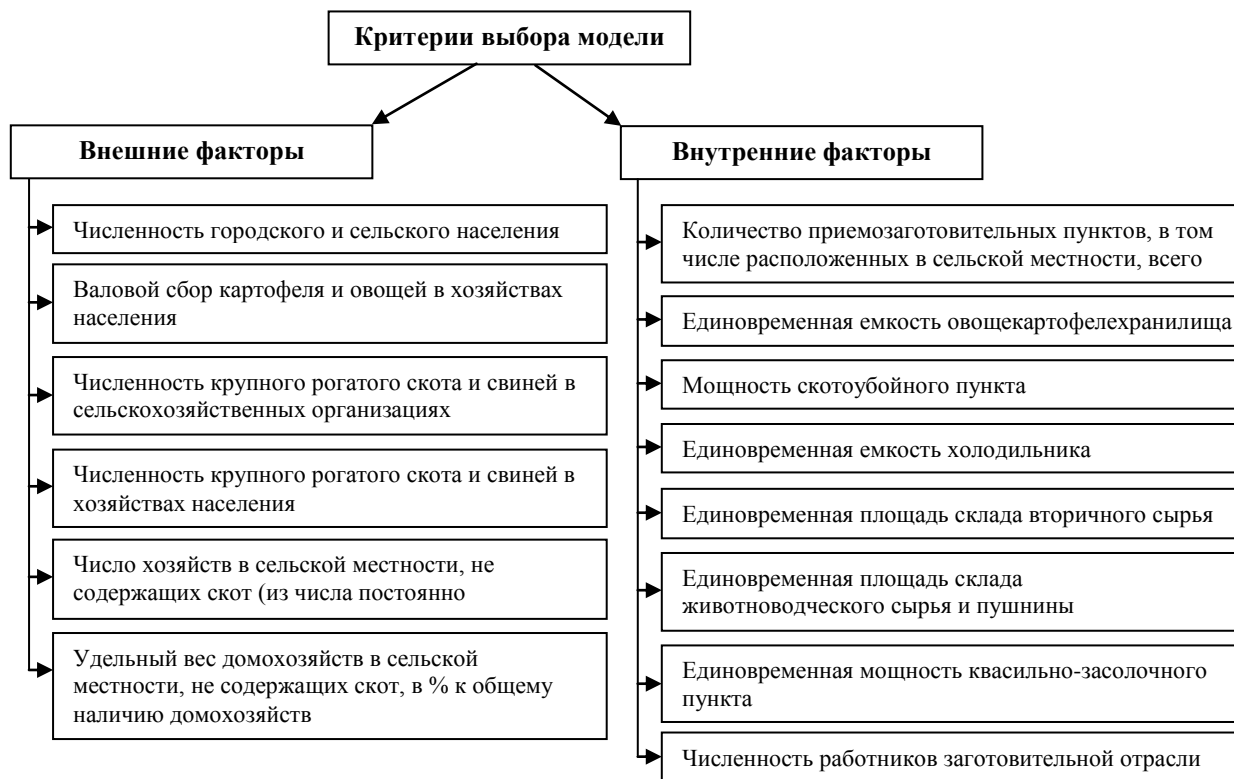 Критерии выбора модели
Внешние факторы
Численность городского и сельского населения
Валовой сбор картофеля и овощей в хозяйствах
населения
Численность крупного рогатого скота и свиней в
сельскохозяйственных организациях
Численность крупного рогатого скота и свиней в
хозяйствах населения
Число хозяйств в сельской местности, не
содержащих скот (из числа постоянно
Удельный вес домохозяйств в сельской
местности, не содержащих скот, в % к общему
наличию домохозяйств
Внутренние факторы
Количество приемозаготовительных пунктов, в том
числе расположенных в сельской местности, всего
Единовременная емкость овощекартофелехранилища
Мощность скотоубойного пункта
Единовременная емкость холодильника
Единовременная площадь склада вторичного сырья
Единовременная площадь склада
животноводческого сырья и пушнины
Единовременная мощность квасильно-засолочного
пункта
Численность работников заготовительной отрасли